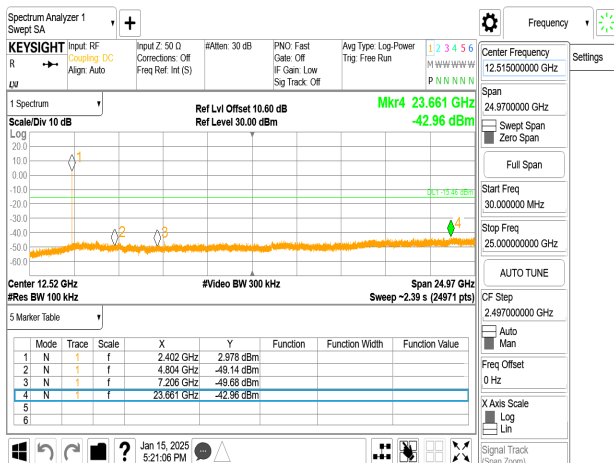 Spectrum Analyzer 1
Swept SA
Frequency
KEYSIGHT Input: RF Input Z: 50 Ω #Atten: 30 dB PNO: Fast Avg Type: Log-Power 1 2 3 4 5 6
R Coupling: DC Corrections: Off Gate: Off Trig: Free Run M W W W W W
Align: Auto Freq Ref: Int (S) IF Gain: Low
Sig Track: Off P N N N N N
LXI
1 Spectrum
Scale/Div 10 dB
Ref Lvl Offset 10.60 dB
Ref Level 30.00 dBm
Mkr4 23.661 GHz
-42.96 dBm
Log
20.0
10.0
0.00
-10.0
-20.0
-30.0
-40.0
-50.0
-60.0
1
2
3
4
DL1 -15.46 dBm
Center 12.52 GHz #Video BW 300 kHz Span 24.97 GHz
#Res BW 100 kHz Sweep ~2.39 s (24971 pts)
5 Marker Table
Mode Trace Scale X Y Function Function Width Function Value
1 N 1 f 2.402 GHz 2.978 dBm
2 N 1 f 4.804 GHz -49.14 dBm
3 N 1 f 7.206 GHz -49.68 dBm
4 N 1 f 23.661 GHz -42.96 dBm
5
6
Jan 15, 2025
5:21:06 PM
?
Center Frequency
12.515000000 GHz
Settings
Span
24.9700000 GHz
Swept Span
Zero Span
Full Span
Start Freq
30.000000 MHz
Stop Freq
25.000000000 GHz
AUTO TUNE
CF Step
2.497000000 GHz
Auto
Man
Freq Offset
0 Hz
X Axis Scale
Log
Lin
Signal Track
(Span Zoom)